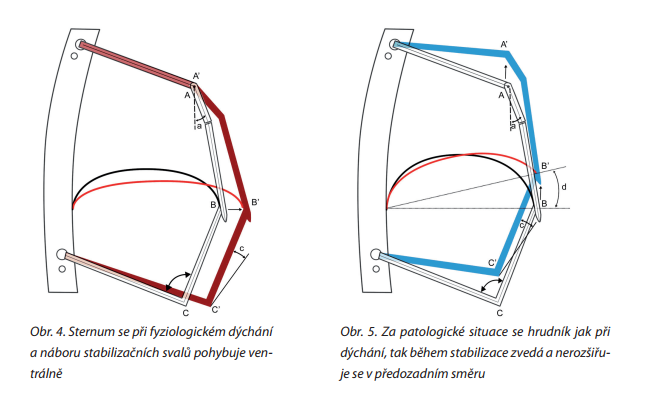 A'
A
a
B
B'
c
C
C'
A'
A
a
B'
d
B
c
C'
C
Obr. 4. Sternum se při fyziologickém dýchání
a náboru stabilizačních svalů pohybuje ven-
trálně
Obr. 5. Za patologické situace se hrudník jak při
dýchání, tak během stabilizace zvedá a nerozšiřu-
je se v předozadním směru